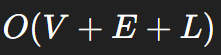 O(V + E + L)